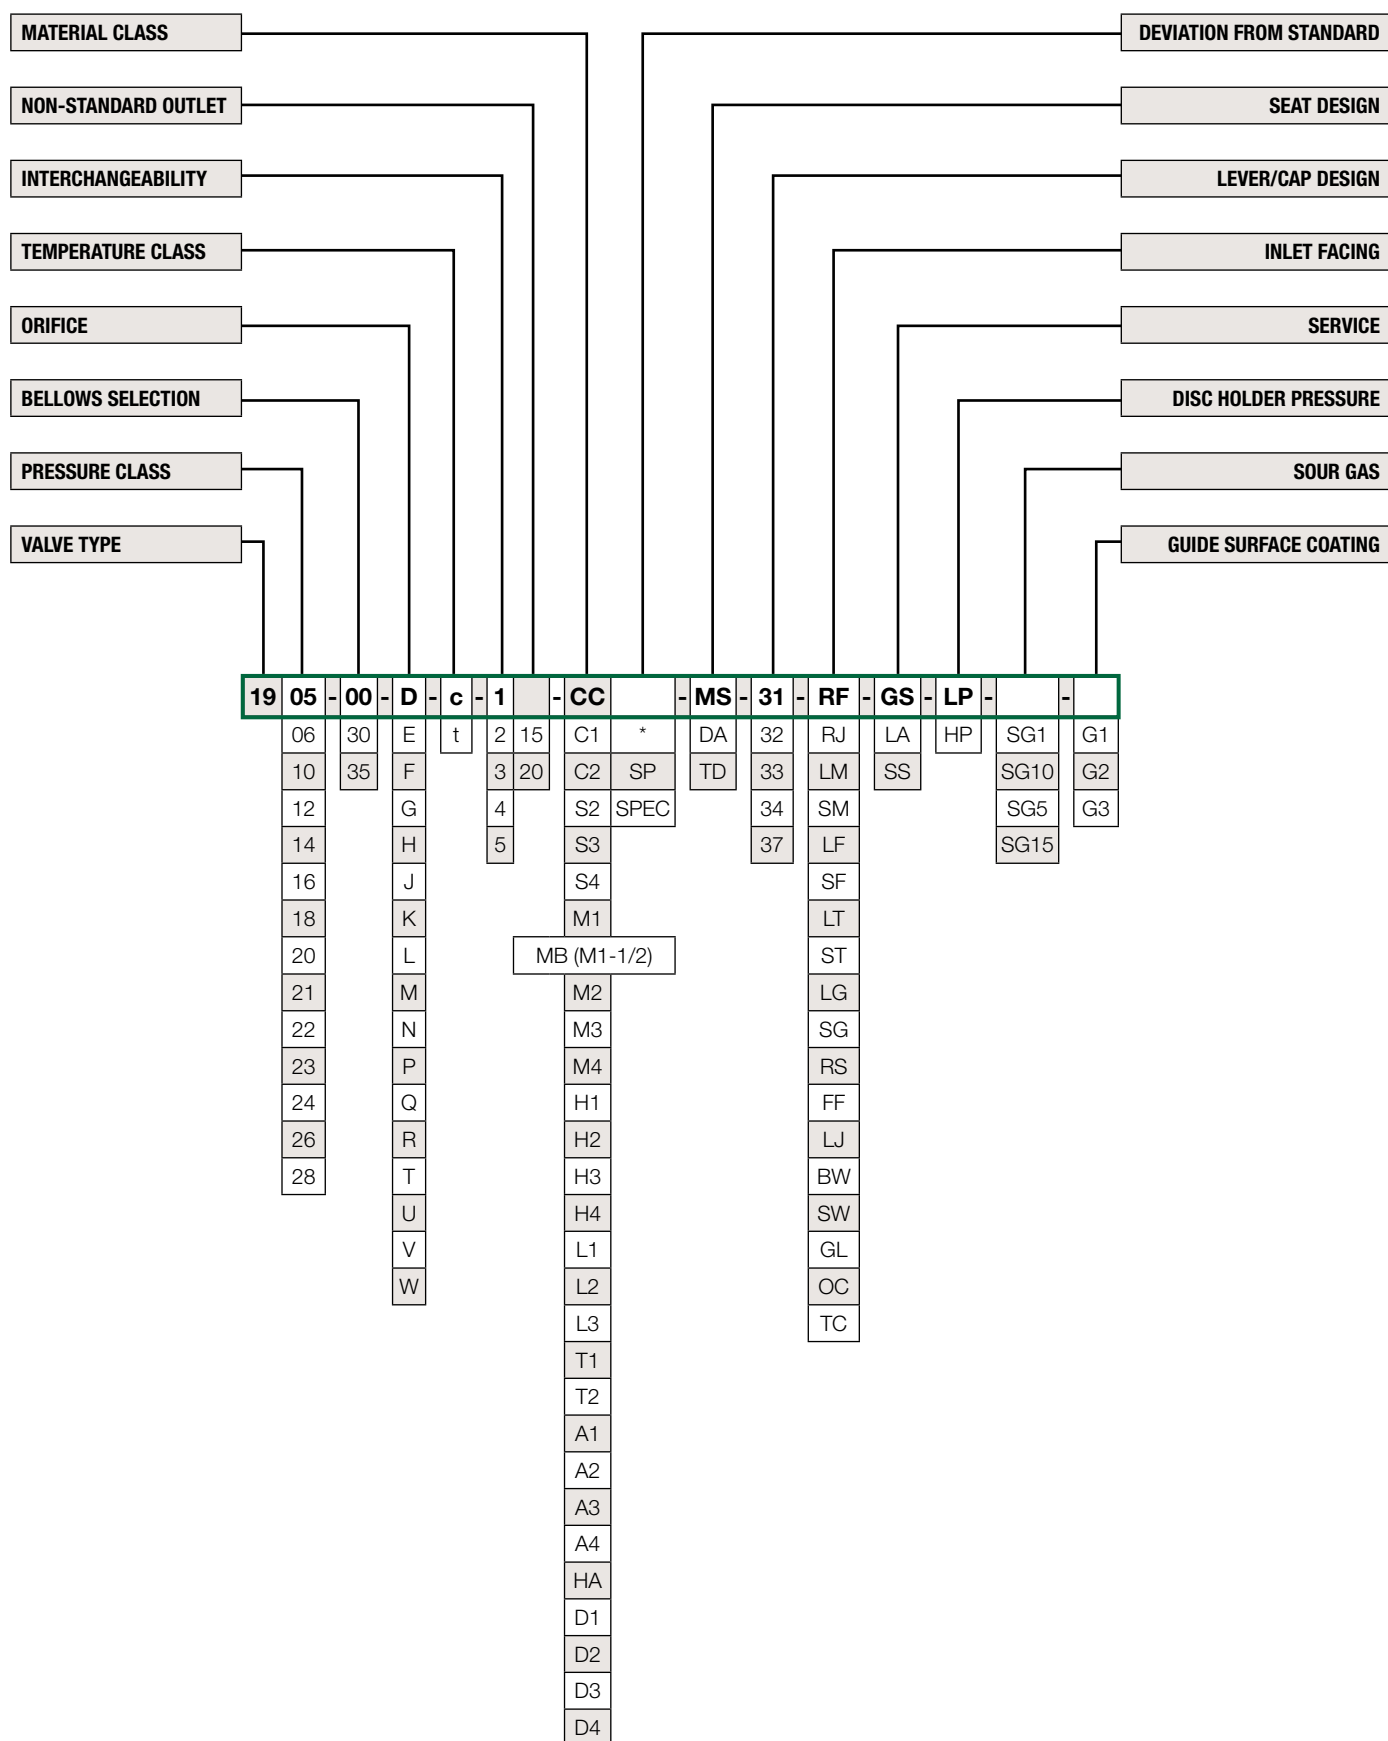 MATERIAL CLASS DEVIATION FROM STANDARD
NON-STANDARD OUTLET SEAT DESIGN
INTERCHANGEABILITY LEVER/CAP DESIGN
TEMPERATURE CLASS INLET FACING
ORIFICE SERVICE
BELLOWS SELECTION DISC HOLDER PRESSURE
PRESSURE CLASS SOUR GAS
VALVE TYPE GUIDE SURFACE COATING
19 05 - 00 - D - c - 1 - CC - MS - 31 - RF - GS - LP - -
06 30 E t 2 15 C1 * DA 32 RJ LA HP SG1 G1
10 35 F 3 20 C2 SP TD 33 LM SS SG10 G2
12 G 4 S2 SPEC 34 SM SG5 G3
14 H 5 S3 37 LF SG15
16 J S4 SF
18 K M1 LT
20 L MB (M1-1/2) ST
21 M M2 LG
22 N M3 SG
23 P M4 RS
24 Q H1 FF
26 R H2 LJ
28 T H3 BW
U H4 SW
V L1 GL
W L2 OC
L3 TC
T1
T2
A1
A2
A3
A4
HA
D1
D2
D3
D4